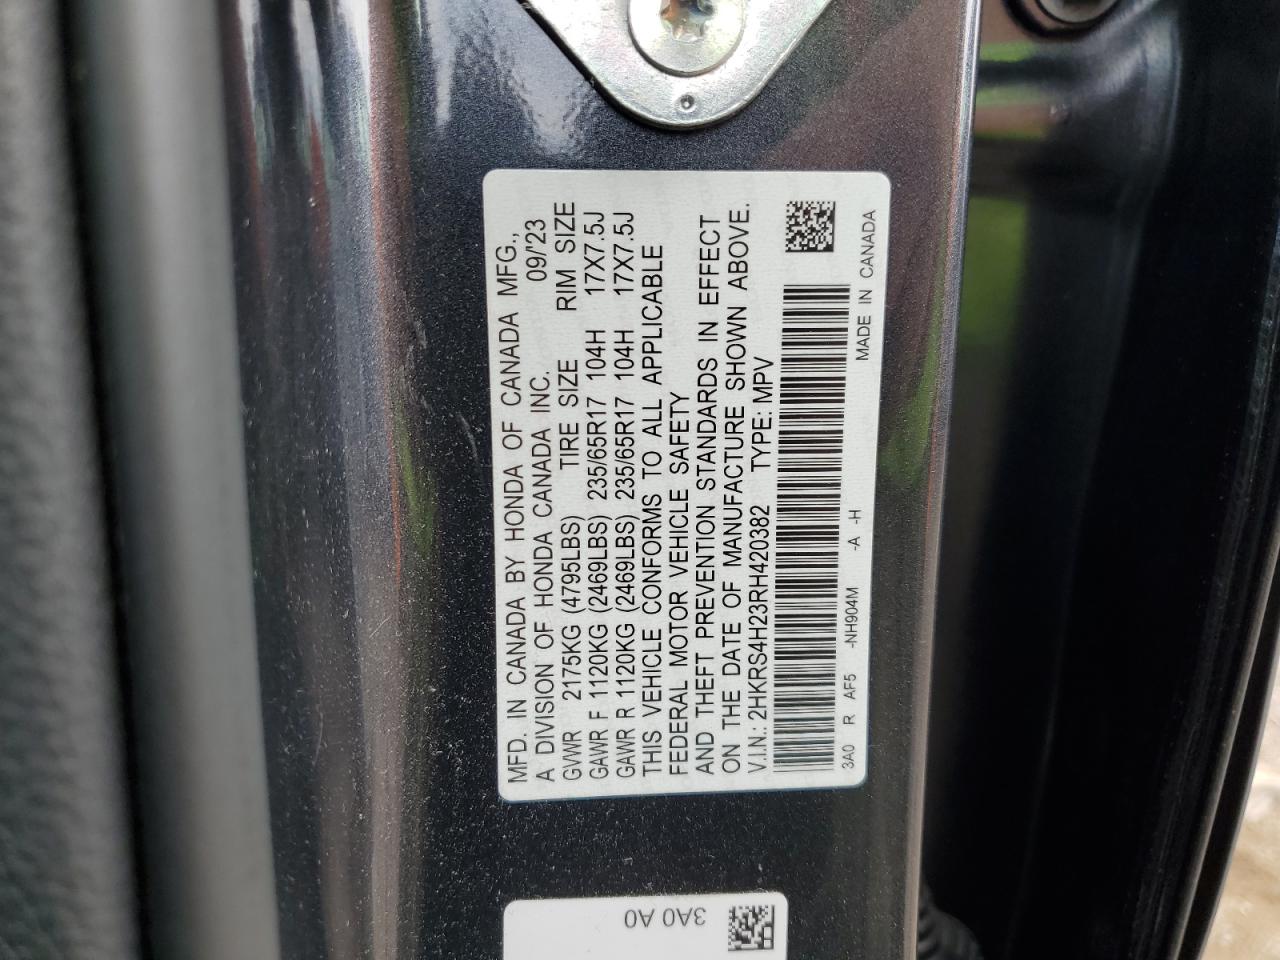 MFD. IN CANADA BY HONDA OF CANADA MFG.,
A DIVISION OF HONDA CANADA INC. 09/'23
GVWR 2175KG (4795LBS) TIRE SIZE RIM SIZE
GAWR F 1120KG (2469LBS) 235/65R17 104H 17X7.5J
GAWR R 1120KG (2469LBS) 235/65R17 104H 17X7.5J
THIS VEHICLE CONFORMS TO ALL APPLICABLE
FEDERAL MOTOR VEHICLE SAFETY
AND THEFT PREVENTION STANDARDS IN EFFECT
ON THE DATE OF MANUFACTURE SHOWN ABOVE.
V.I.N.: 2HKRS4H23RH420382 TYPE: MPV
3A0 R AF5 -NH904M -A -H MADE IN CANADA
3A0 A0